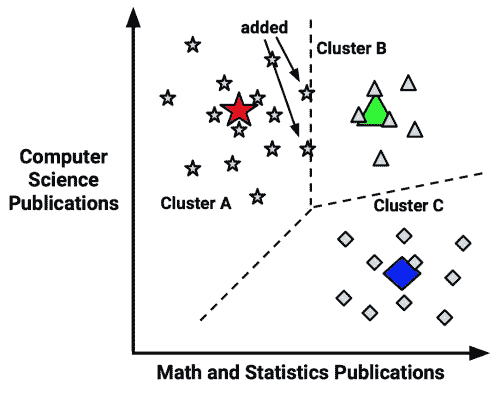 added
Cluster B
Computer
Science
Publications
Cluster A
Cluster C
Math and Statistics Publications